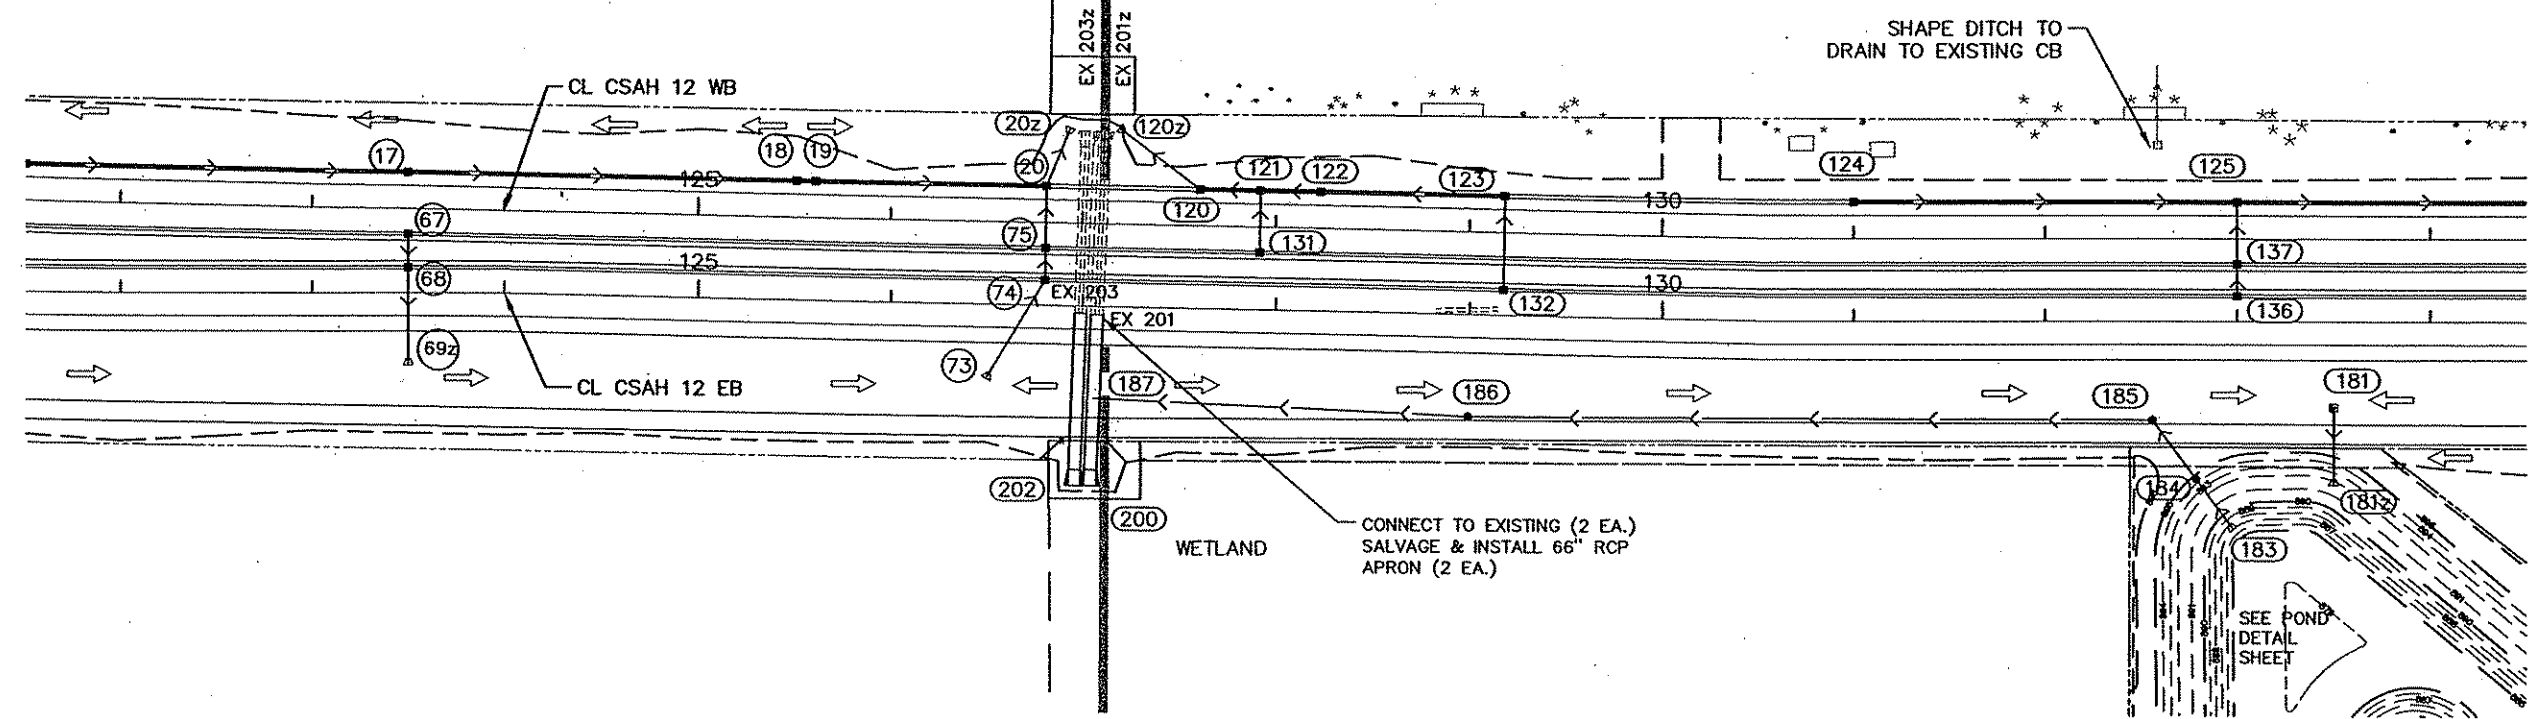 EX 203z
EX 201z
SHAPE DITCH TO
DRAIN TO EXISTING CB
CL CSAH 12 WB
20z
120z
17
18
19
20
121
122
123
124
125
125
120
130
67
75
131
137
68
125
74
EX 203
132
130
136
EX 201
69z
73
CL CSAH 12 EB
187
186
185
181
202
200
184
181z
183
WETLAND
CONNECT TO EXISTING (2 EA.)
SALVAGE & INSTALL 66" RCP
APRON (2 EA.)
SEE POND
DETAIL
SHEET